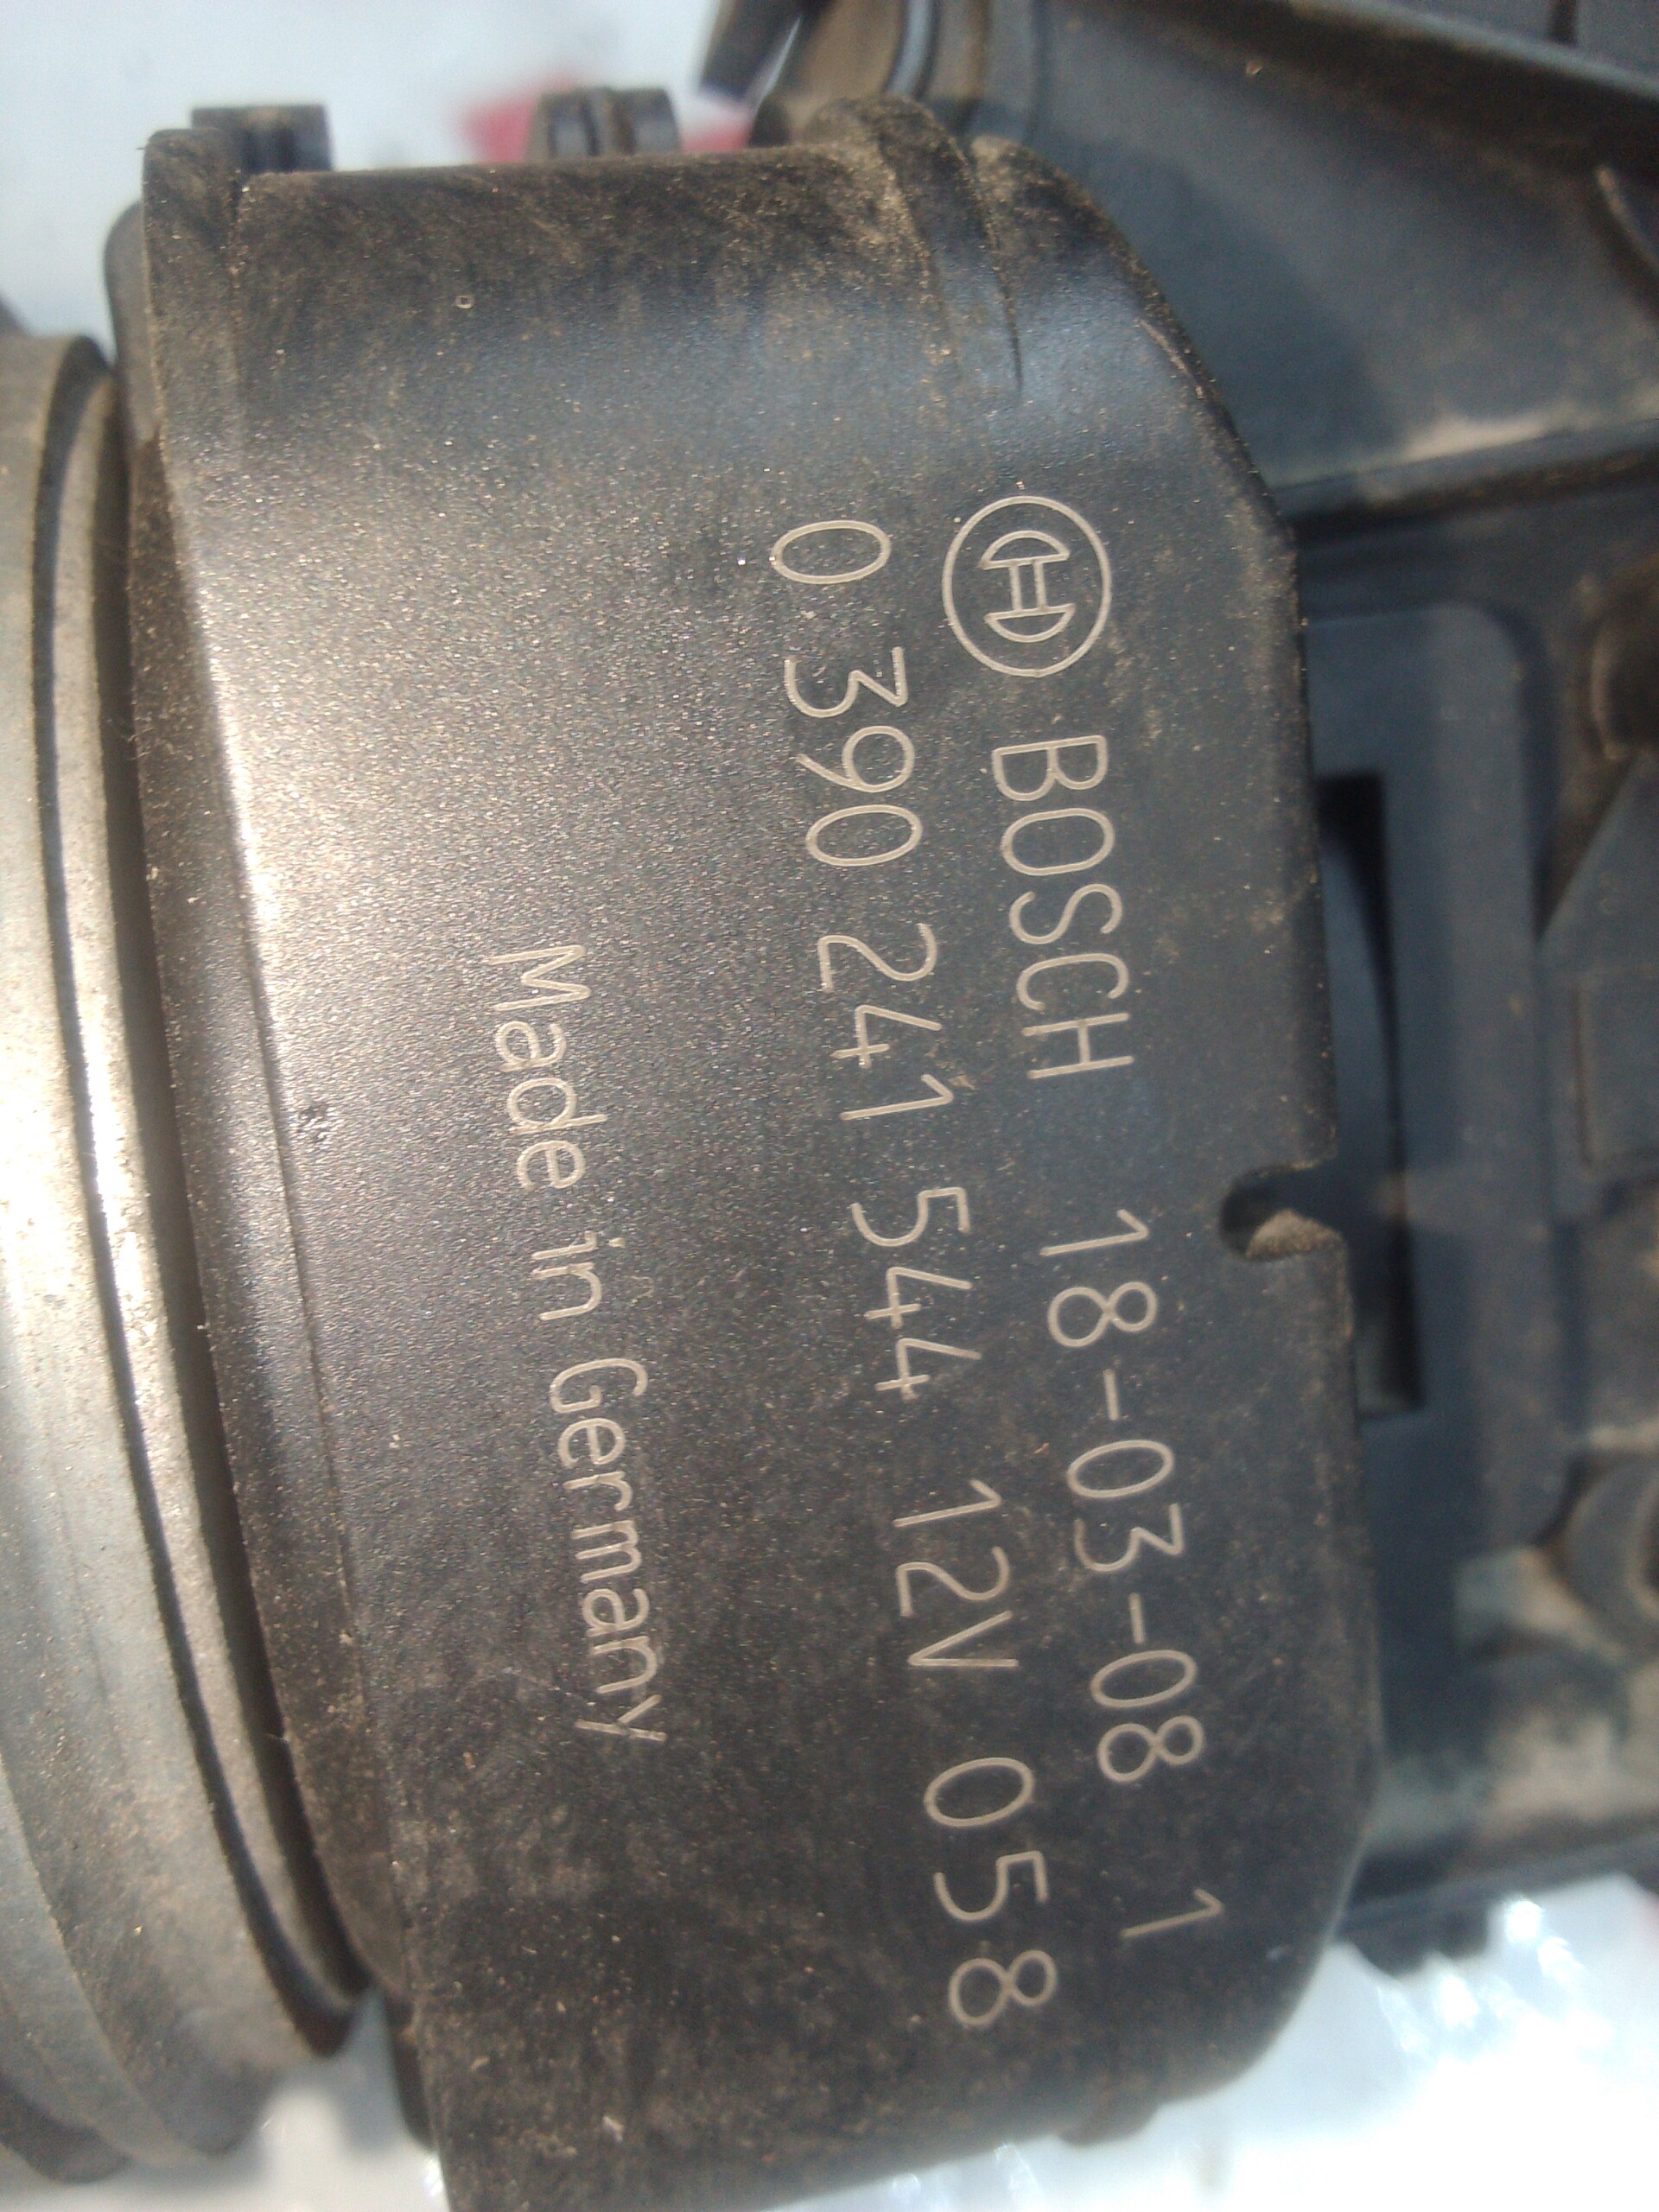 BOSCH 18-03-08 1
0 390 241 544 12V 058
Made in Germany